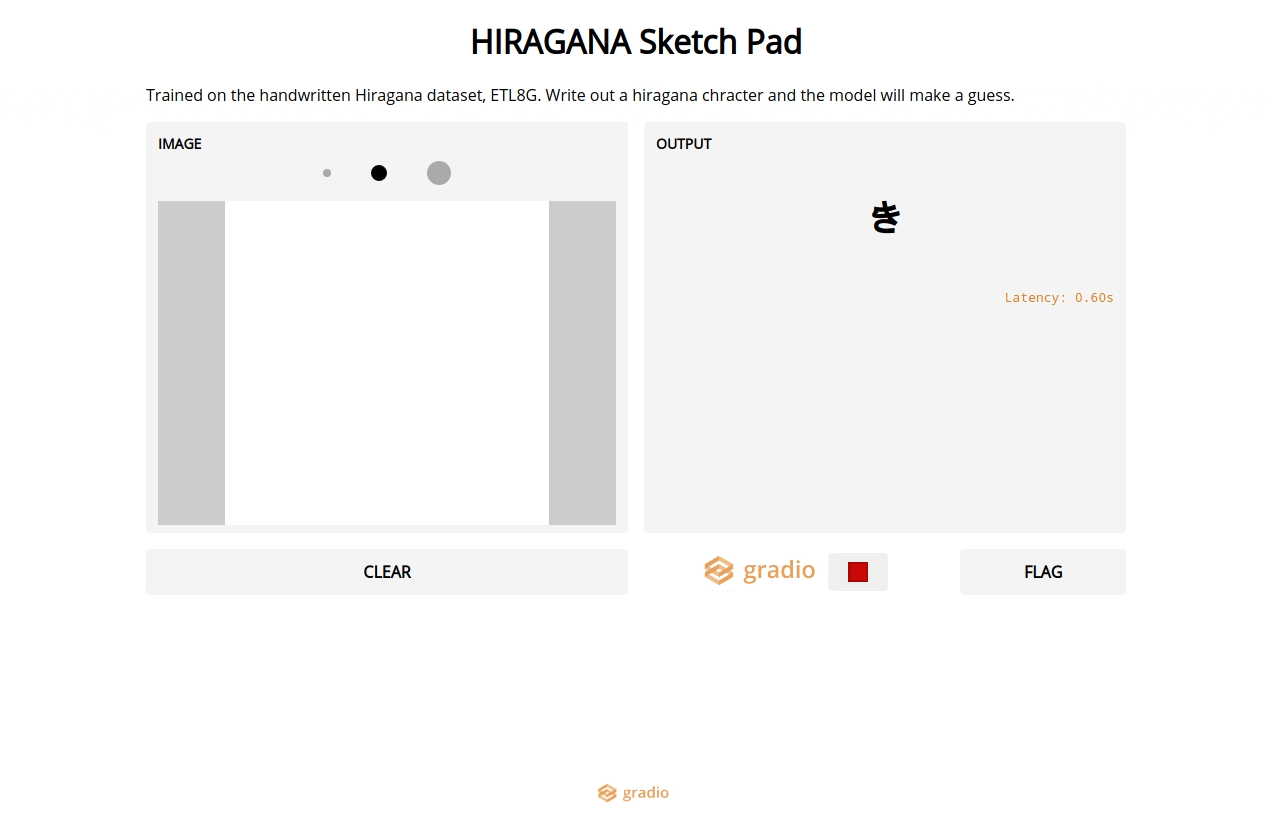 HIRAGANA Sketch Pad
Trained on the handwritten Hiragana dataset, ETL8G. Write out a hiragana chracter and the model will make a guess.
IMAGE
OUTPUT
き
Latency: 0.60s
CLEAR
gradio
FLAG
gradio